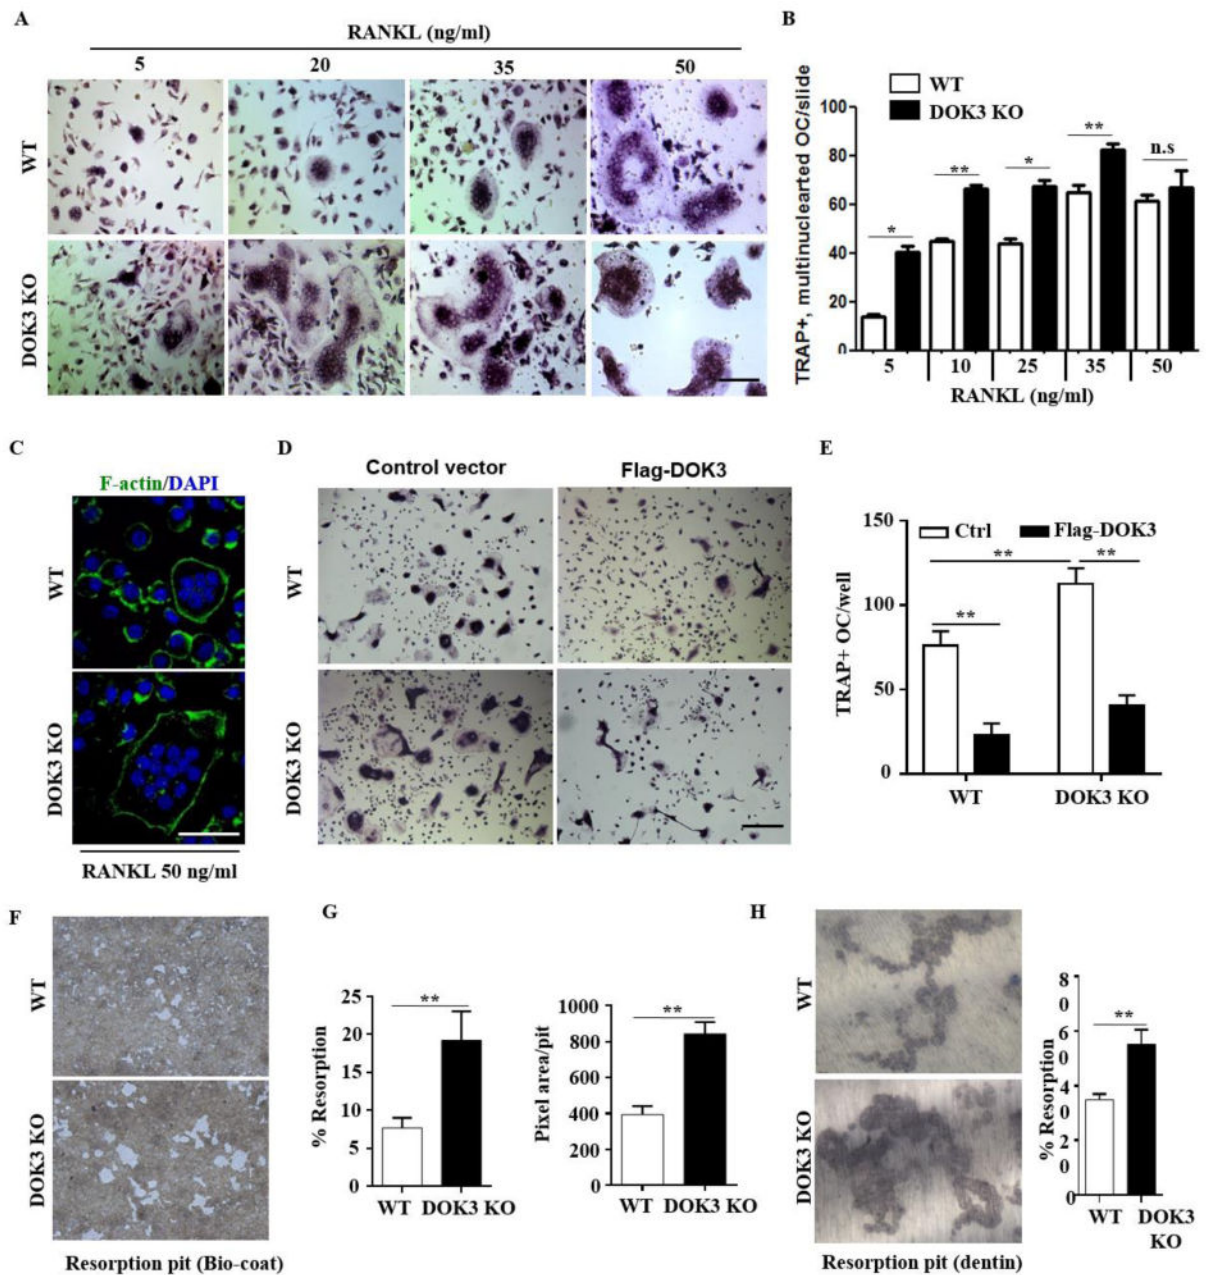 A
RANKL (ng/ml)
5 20 35 50
WT
DOK3 KO
B
WT
DOK3 KO
TRAP+, multinuclearted OC/slide
100
80
60
40
20
0
* ** * ** n.s
5 10 25 35 50
RANKL (ng/ml)
C
F-actin/DAPI
WT
DOK3 KO
RANKL 50 ng/ml
D
Control vector Flag-DOK3
WT
DOK3 KO
E
Ctrl Flag-DOK3
TRAP+ OC/well
150
100
50
0
** ** **
WT DOK3 KO
F
WT
DOK3 KO
Resorption pit (Bio-coat)
G
% Resorption
25
20
15
10
5
0
**
WT DOK3 KO
Pixel area/pit
1000
800
600
400
200
0
**
WT DOK3 KO
H
WT
DOK3 KO
Resorption pit (dentin)
% Resorption
8
0
6
0
4
0
2
0
0
**
WT DOK3
KO